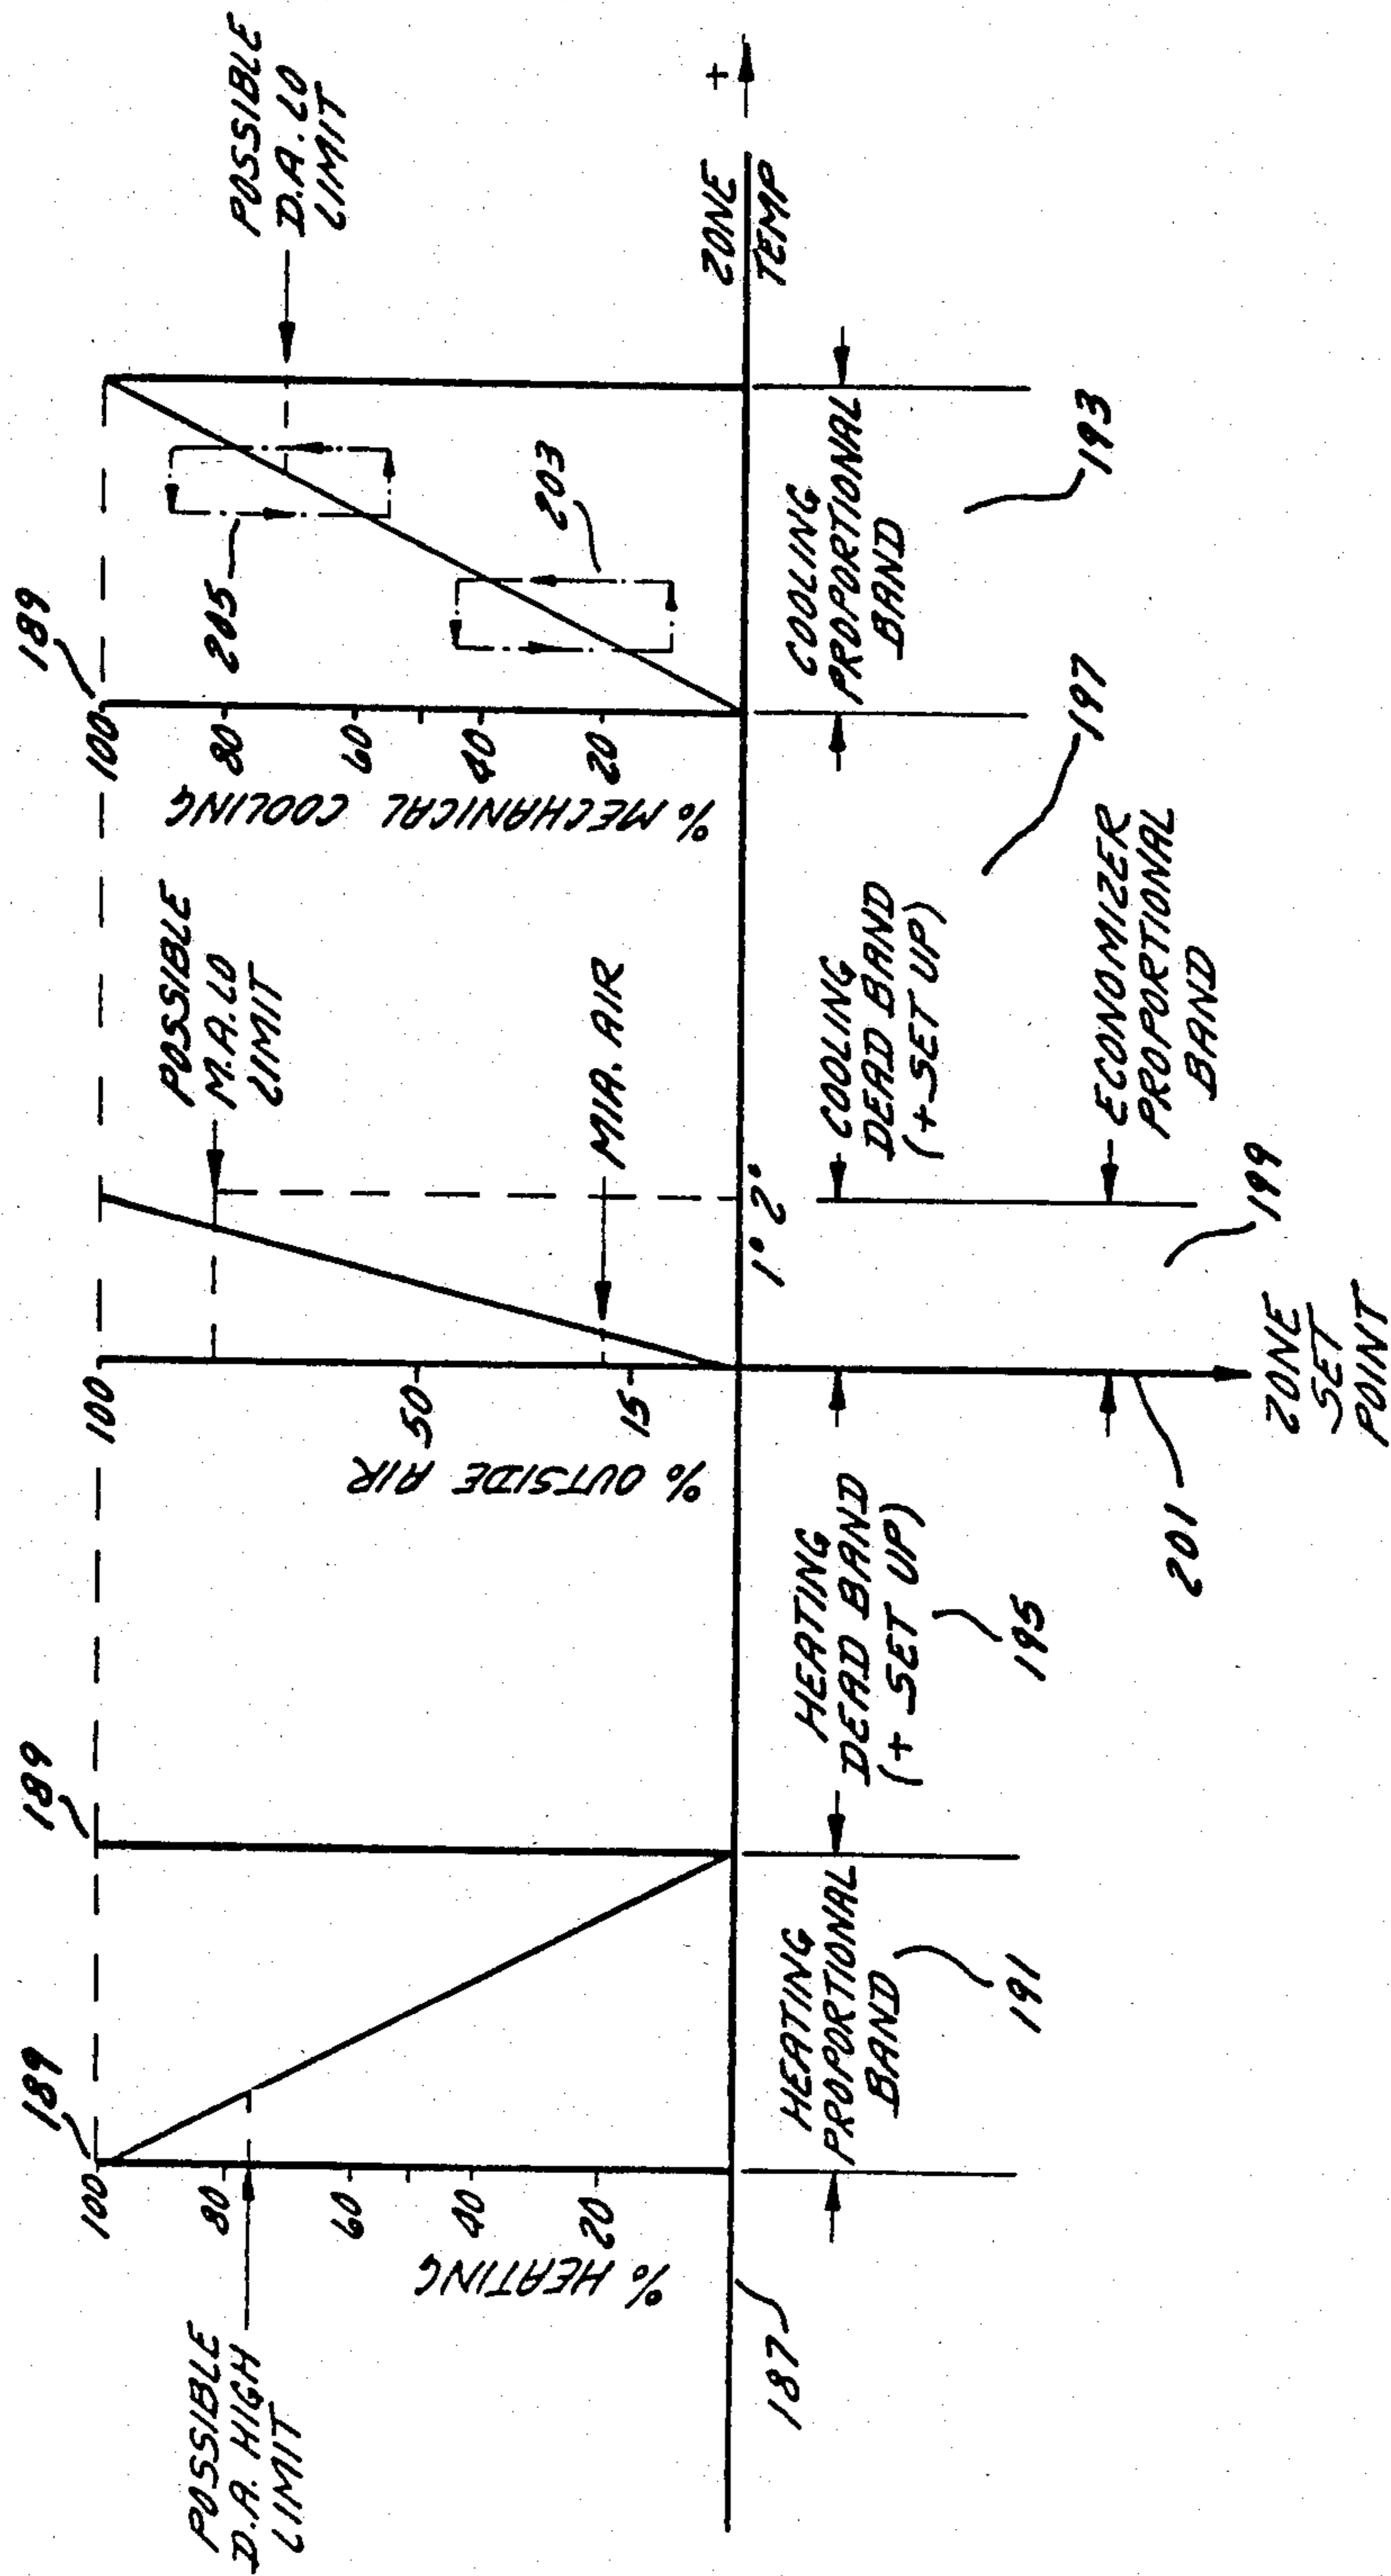 189
189
189
POSSIBLE
D.A. HIGH
LIMIT
100
80
60
40
20
% HEATING
100
50
15
% OUTSIDE AIR
POSSIBLE
M.A. LO
LIMIT
MIA. AIR
1° 2°
100
80
60
40
20
% MECHANICAL COOLING
205
203
POSSIBLE
D.A. LO
LIMIT
+
ZONE
TEMP
187
HEATING
PROPORTIONAL
BAND
191
HEATING
DEAD BAND
(+ SET UP)
195
COOLING
DEAD BAND
(+ SET UP)
197
COOLING
PROPORTIONAL
BAND
193
ECONOMIZER
PROPORTIONAL
BAND
199
201
ZONE
SET
POINT